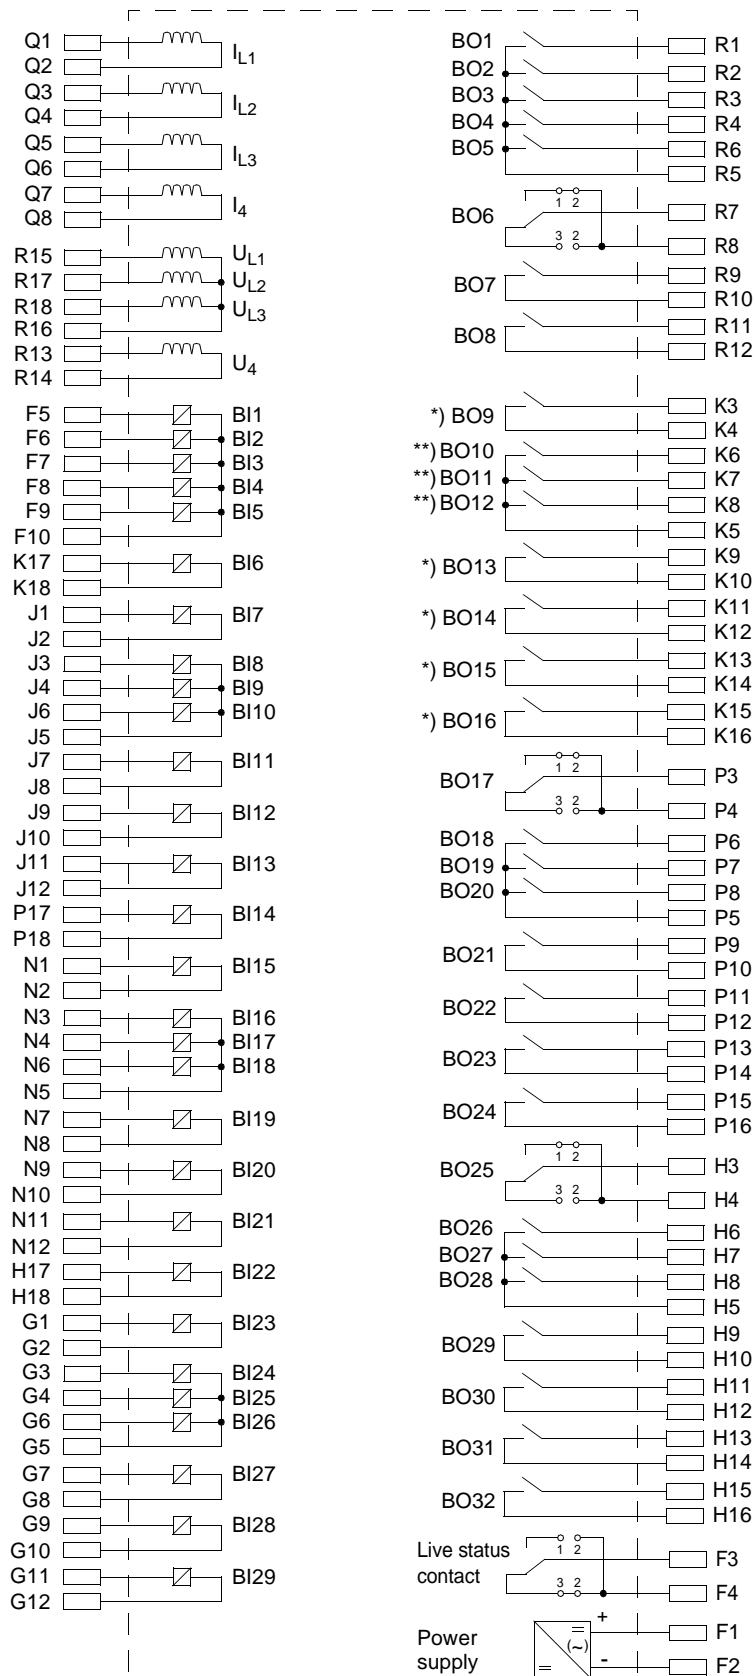 Q1
Q2
I L1
Q3
Q4
I L2
Q5
Q6
I L3
Q7
Q8
I 4
R15 U L1
R17 U L2
R18 U L3
R16
R13
R14
U 4
F5 BI1
F6 BI2
F7 BI3
F8 BI4
F9 BI5
F10
K17 BI6
K18
J1 BI7
J2
J3 BI8
J4 BI9
J6 BI10
J5
J7 BI11
J8
J9 BI12
J10
J11 BI13
J12
P17 BI14
P18
N1 BI15
N2
N3 BI16
N4 BI17
N6 BI18
N5
N7 BI19
N8
N9 BI20
N10
N11 BI21
N12
H17 BI22
H18
G1 BI23
G2
G3 BI24
G4 BI25
G6 BI26
G5
G7 BI27
G8
G9 BI28
G10
G11 BI29
G12
BO1 R1
BO2 R2
BO3 R3
BO4 R4
BO5 R6
R5
1 2
BO6 R7
3 2 R8
R9
BO7
R10
R11
BO8
R12
K3
*) BO9
K4
**) BO10 K6
**) BO11 K7
**) BO12 K8
K5
K9
*) BO13
K10
K11
*) BO14
K12
K13
*) BO15
K14
K15
*) BO16
K16
1 2
BO17 P3
3 2 P4
BO18 P6
BO19 P7
BO20 P8
P5
P9
BO21
P10
P11
BO22
P12
P13
BO23
P14
P15
BO24
P16
1 2
BO25 H3
3 2 H4
BO26 H6
BO27 H7
BO28 H8
H5
H9
BO29
H10
H11
BO30
H12
H13
BO31
H14
H15
BO32
H16
1 2
Live status F3
contact
3 2 F4
+ F1
Power (~)
supply = - F2